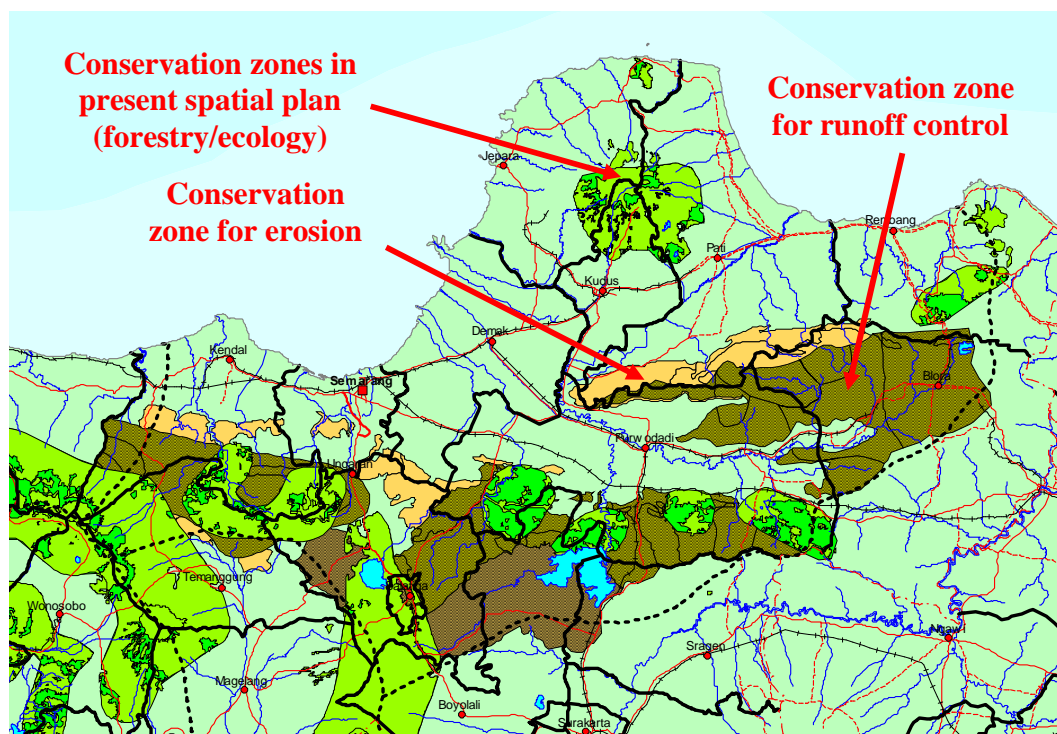 Conservation zones in
present spatial plan
(forestry/ecology)
Conservation zone
for runoff control
Conservation
zone for erosion
Jepara
Rembang
Pati
Kudus
Demak
Kendal
Semarang
Blora
Purwodadi
Ungaran
Temanggung
Wonosobo
Ngawi
Sragen
Magelang
Boyolali
Surakarta